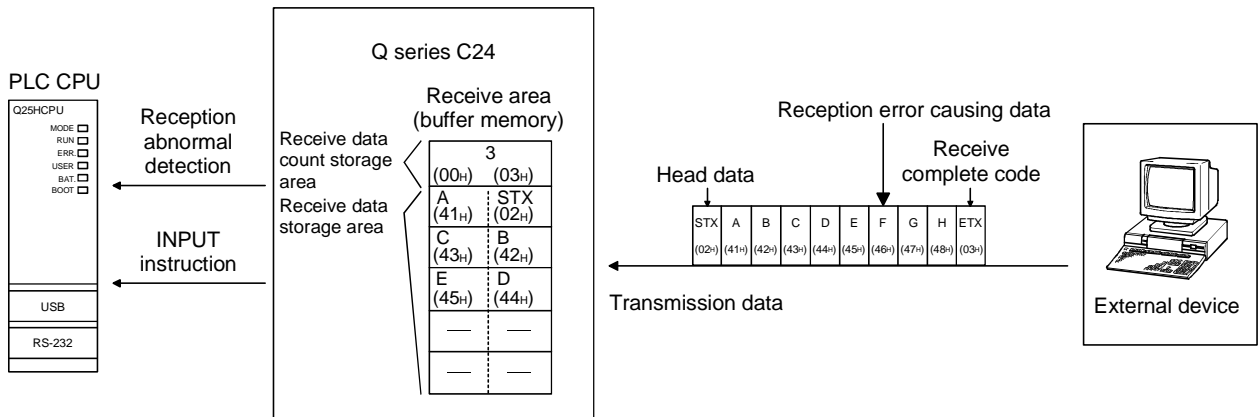 Q series C24
PLC CPU
Q25HCPU
MODE
RUN
ERR.
USER
BAT.
BOOT
USB
RS-232
Reception
abnormal
detection
INPUT
instruction
Receive area
(buffer memory)
Receive data
count storage
area
Receive data
storage area
3
(00H) (03H)
A STX
(41H) (02H)
C B
(43H) (42H)
E D
(45H) (44H)
— —
— —
Reception error causing data
Head data
Receive
complete code
STX A B C D E F G H ETX
(02H) (41H) (42H) (43H) (44H) (45H) (46H) (47H) (48H) (03H)
Transmission data
External device